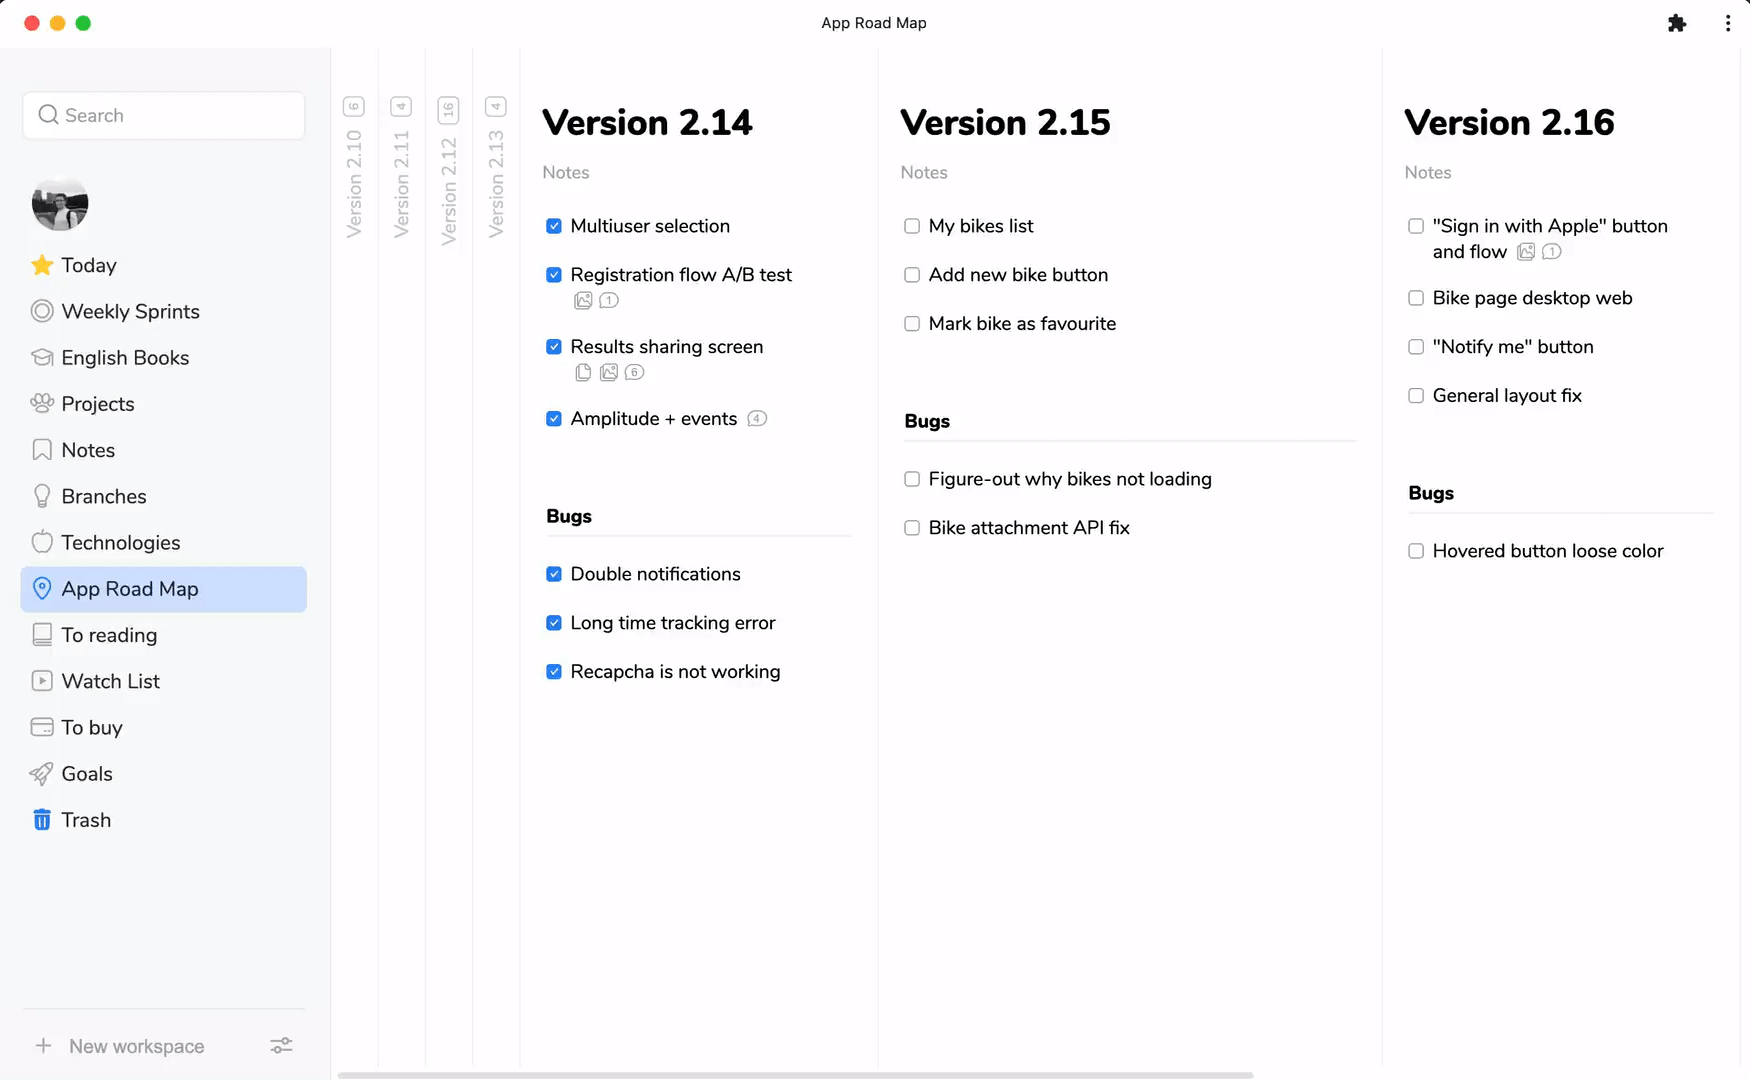 App Road Map
Search
Today
Weekly Sprints
English Books
Projects
Notes
Branches
Technologies
App Road Map
To reading
Watch List
To buy
Goals
Trash
New workspace
6
Version 2.10
4
Version 2.11
16
Version 2.12
4
Version 2.13
Version 2.14
Notes
Multiuser selection
Registration flow A/B test
1
Results sharing screen
6
Amplitude + events 4
Bugs
Double notifications
Long time tracking error
Recapcha is not working
Version 2.15
Notes
My bikes list
Add new bike button
Mark bike as favourite
Bugs
Figure-out why bikes not loading
Bike attachment API fix
Version 2.16
Notes
"Sign in with Apple" button
and flow 1
Bike page desktop web
"Notify me" button
General layout fix
Bugs
Hovered button loose color